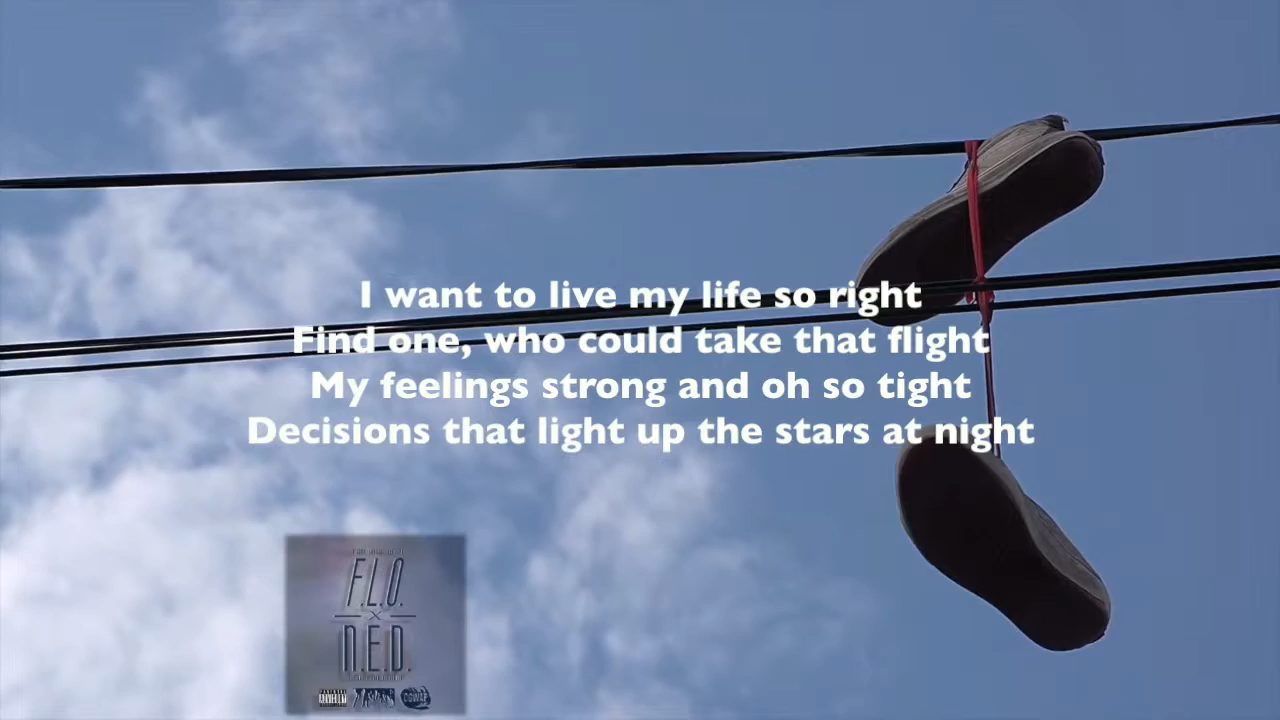 I want to live my life so right
Find one, who could take that flight
My feelings strong and oh so tight
Decisions that light up the stars at night
F.L.O.
X
N.E.D.